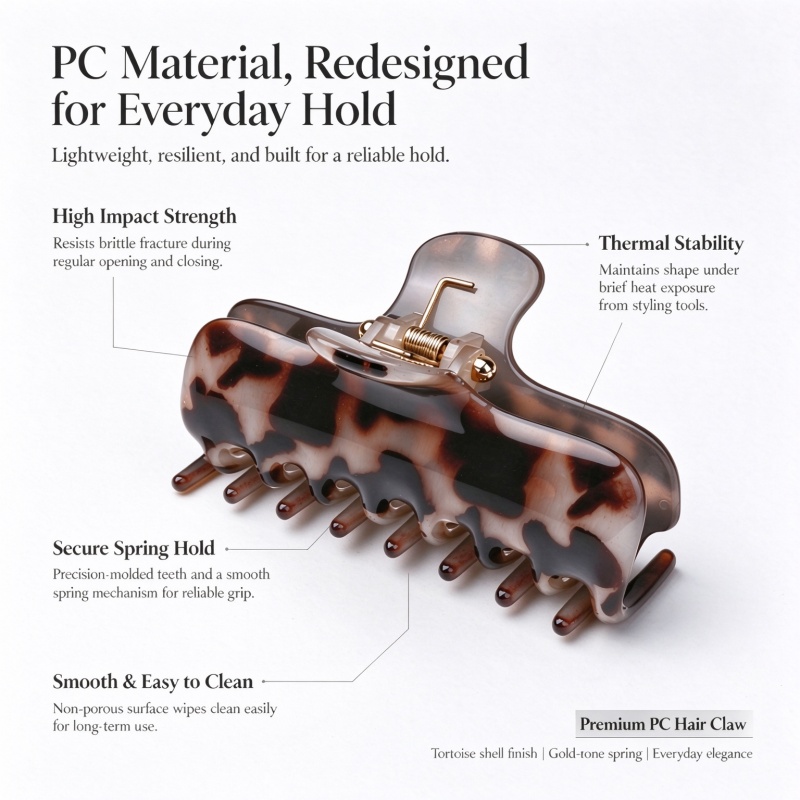 PC Material, Redesigned
for Everyday Hold
Lightweight, resilient, and built for a reliable hold.
High Impact Strength
Resists brittle fracture during
regular opening and closing.
Thermal Stability
Maintains shape under
brief heat exposure
from styling tools.
Secure Spring Hold
Precision-molded teeth and a smooth
spring mechanism for reliable grip.
Smooth & Easy to Clean
Non-porous surface wipes clean easily
for long-term use.
Premium PC Hair Claw
Tortoise shell finish | Gold-tone spring | Everyday elegance